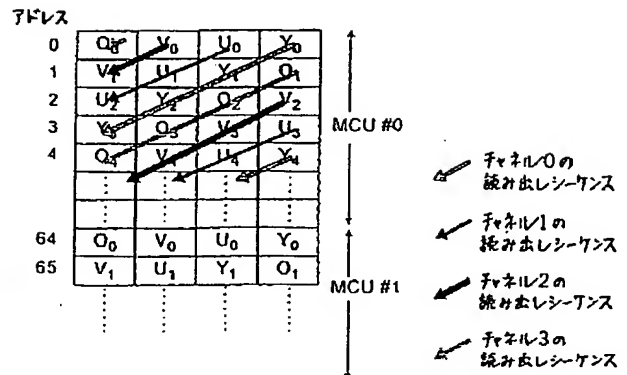 アドレス
0 O₀ V₀ U₀ Y₀
1 V₁ U₁ Y₁ O₁
2 U₂ Y₂ O₂ V₂
3 Y₃ O₃ V₃ U₃
4 O₄ V₄ U₄ Y₄
MCU #0
64 O₀ V₀ U₀ Y₀
65 V₁ U₁ Y₁ O₁
MCU #1
チャネル0の
読み出しシーケンス
チャネル1の
読み出しシーケンス
チャネル2の
読み出しシーケンス
チャネル3の
読み出しシーケンス